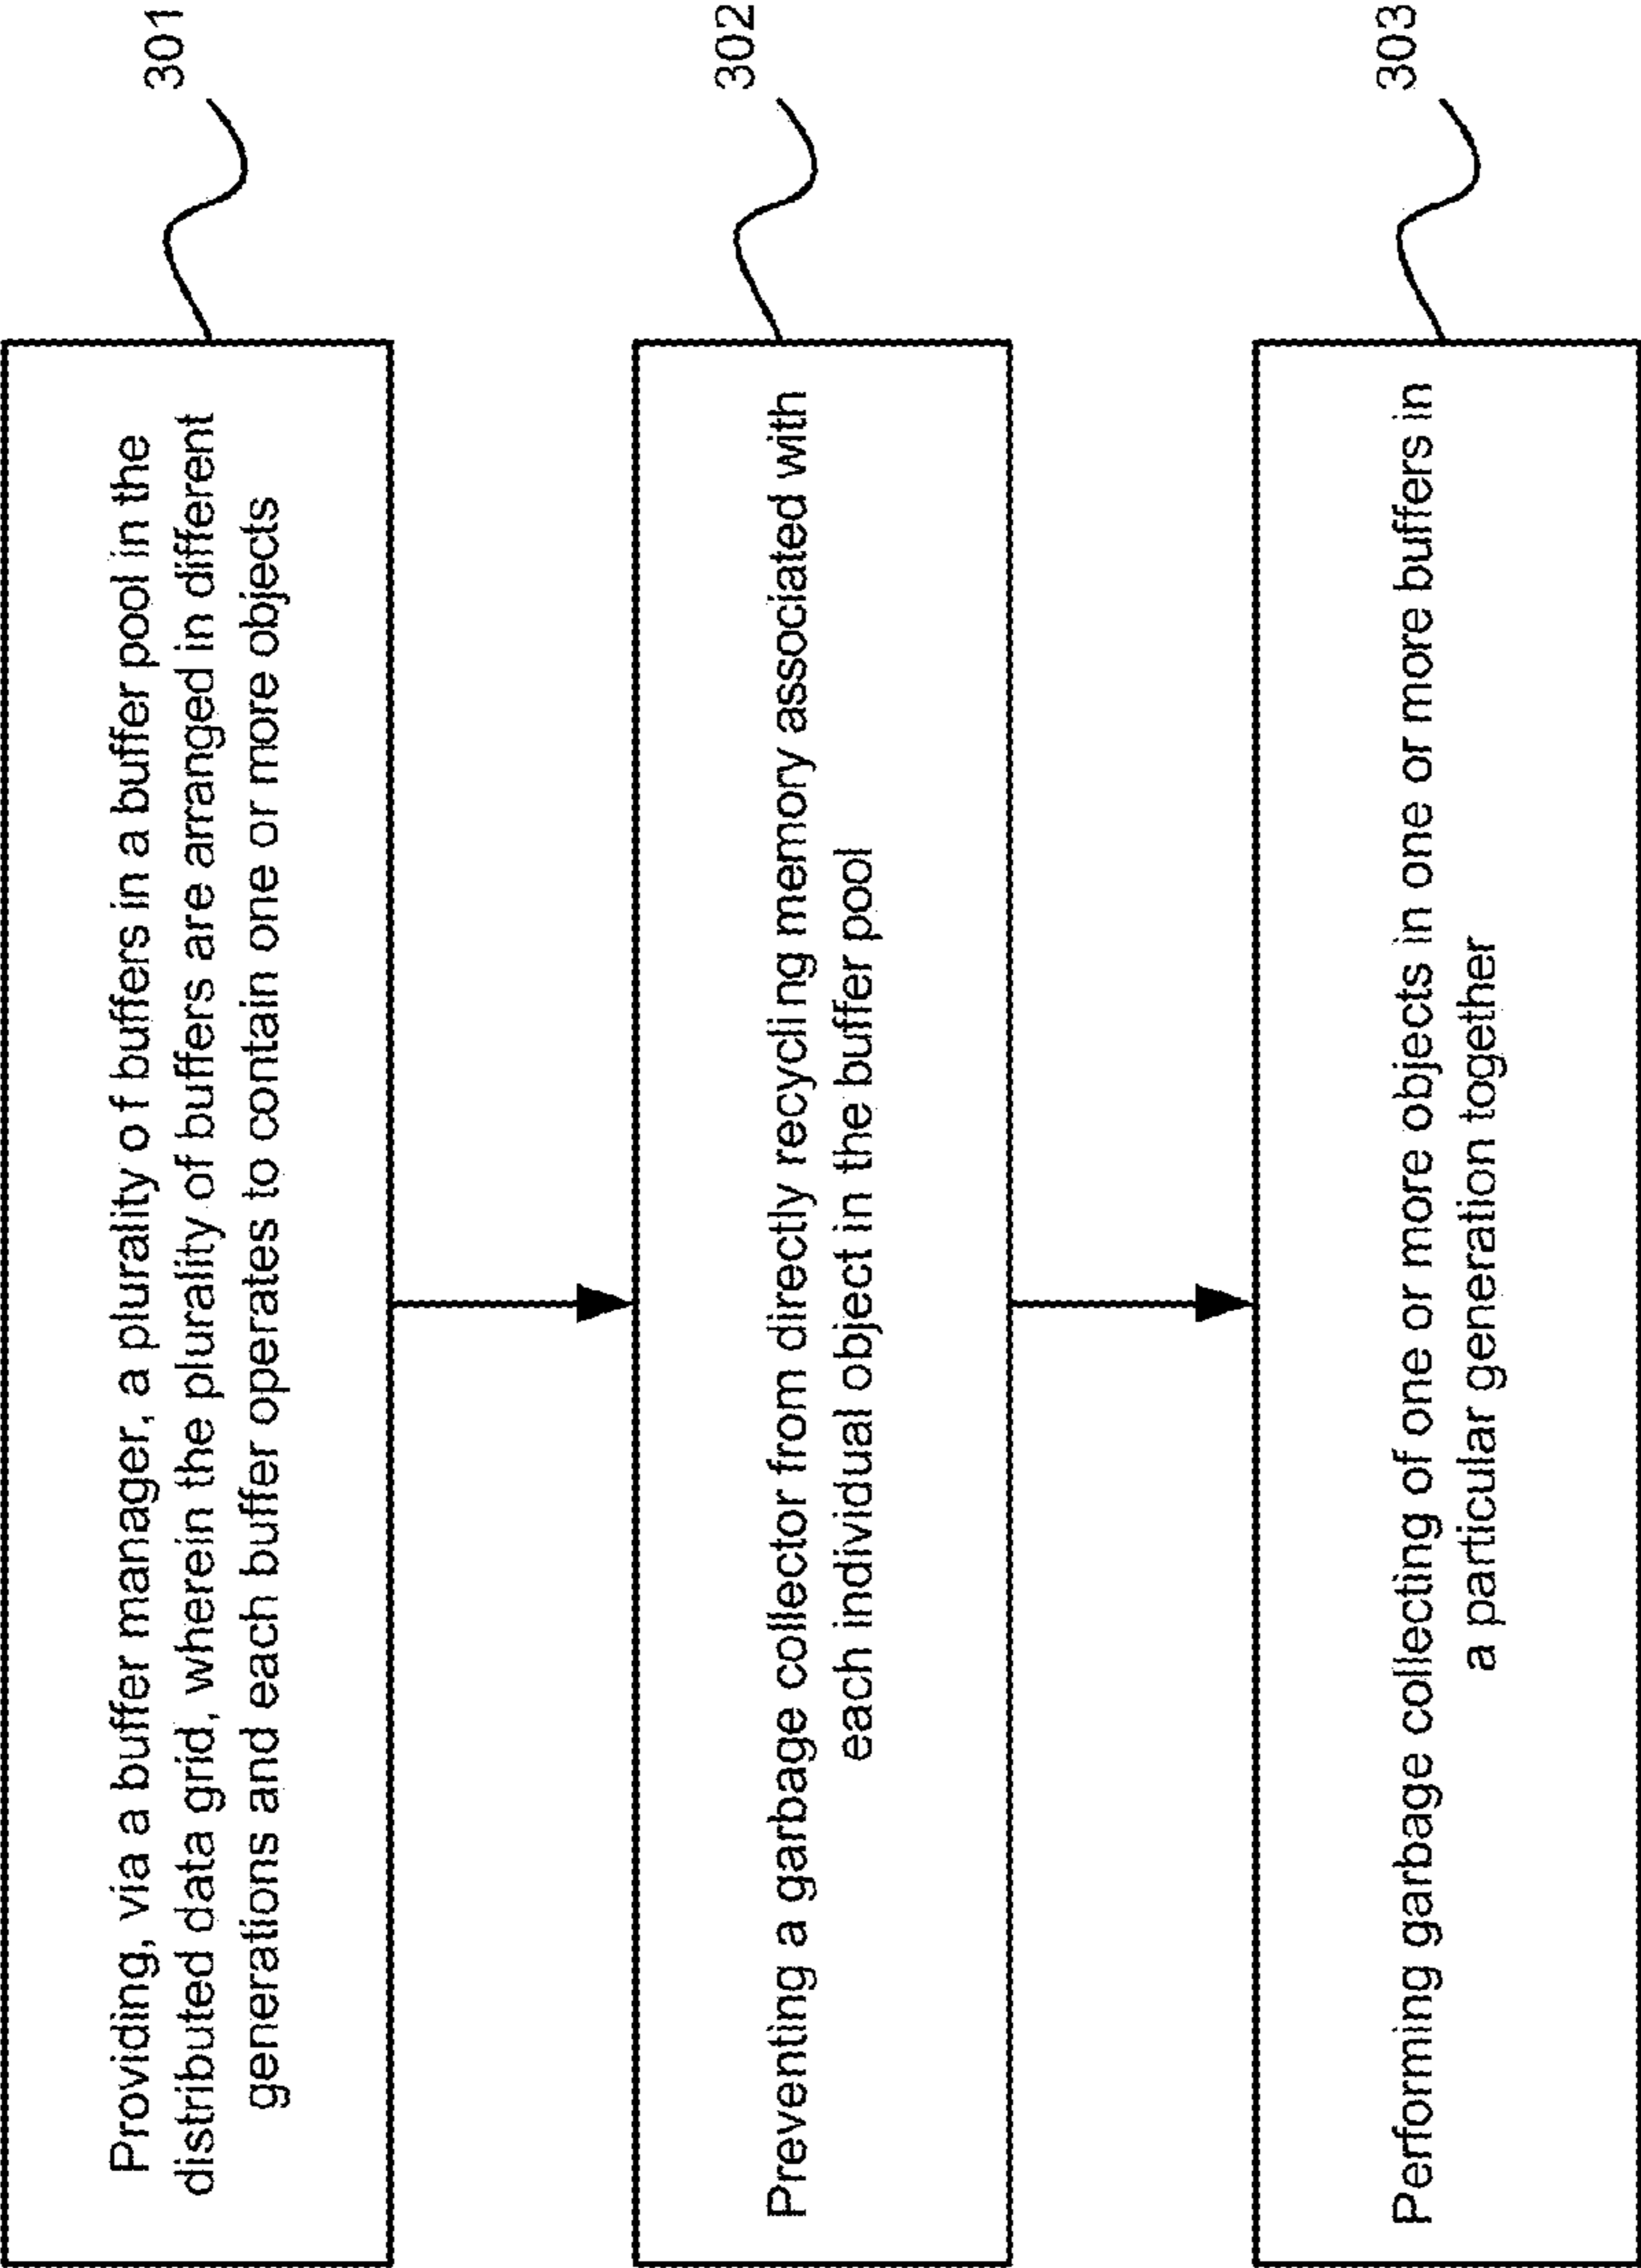 Providing, via a buffer manager, a plurality o f buffers in a buffer pool in the
distributed data grid, wherein the plurality of buffers are arranged in different
generations and each buffer operates to contain one or more objects
301
Preventing a garbage collector from directly recycling memory associated with
each individual object in the buffer pool
302
Performing garbage collecting of one or more objects in one or more buffers in
a particular generation together
303